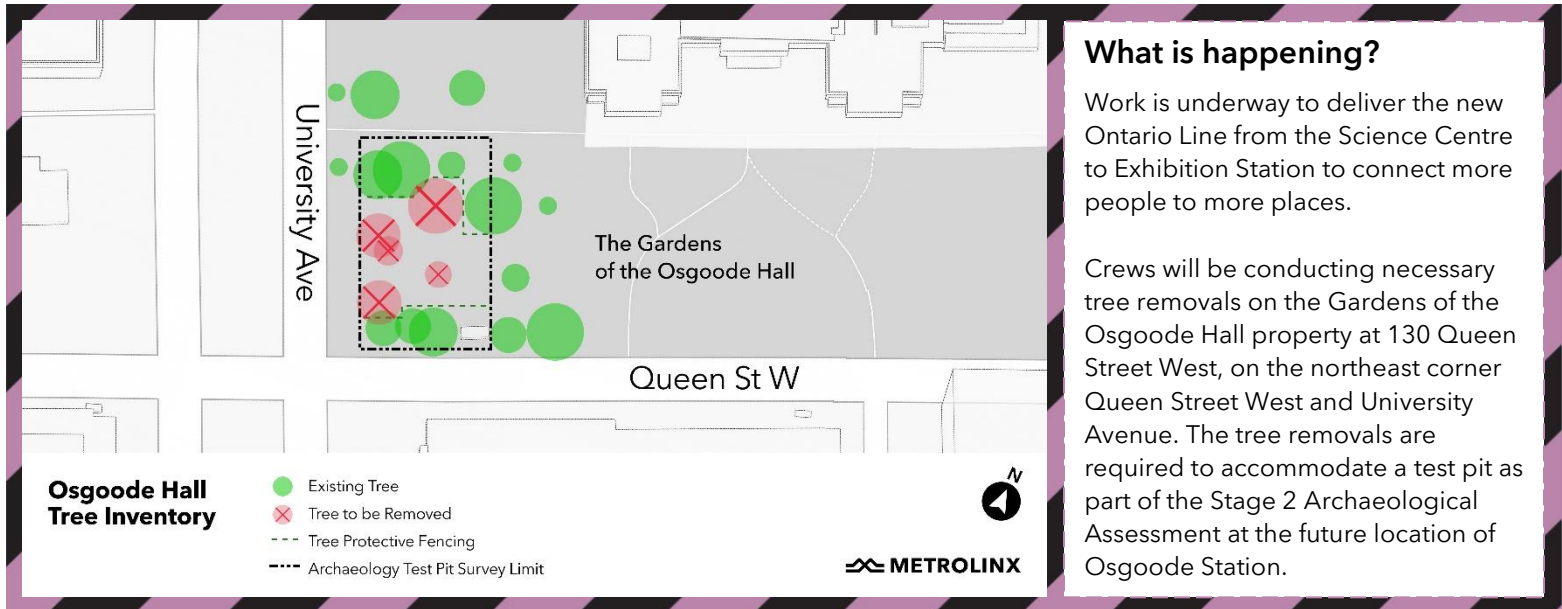 University Ave
The Gardens
of the Osgoode Hall
Queen St W
Osgoode Hall
Tree Inventory
Existing Tree
Tree to be Removed
Tree Protective Fencing
Archaeology Test Pit Survey Limit
N
METROLINX
What is happening?
Work is underway to deliver the new
Ontario Line from the Science Centre
to Exhibition Station to connect more
people to more places.
Crews will be conducting necessary
tree removals on the Gardens of the
Osgoode Hall property at 130 Queen
Street West, on the northeast corner
Queen Street West and University
Avenue. The tree removals are
required to accommodate a test pit as
part of the Stage 2 Archaeological
Assessment at the future location of
Osgoode Station.